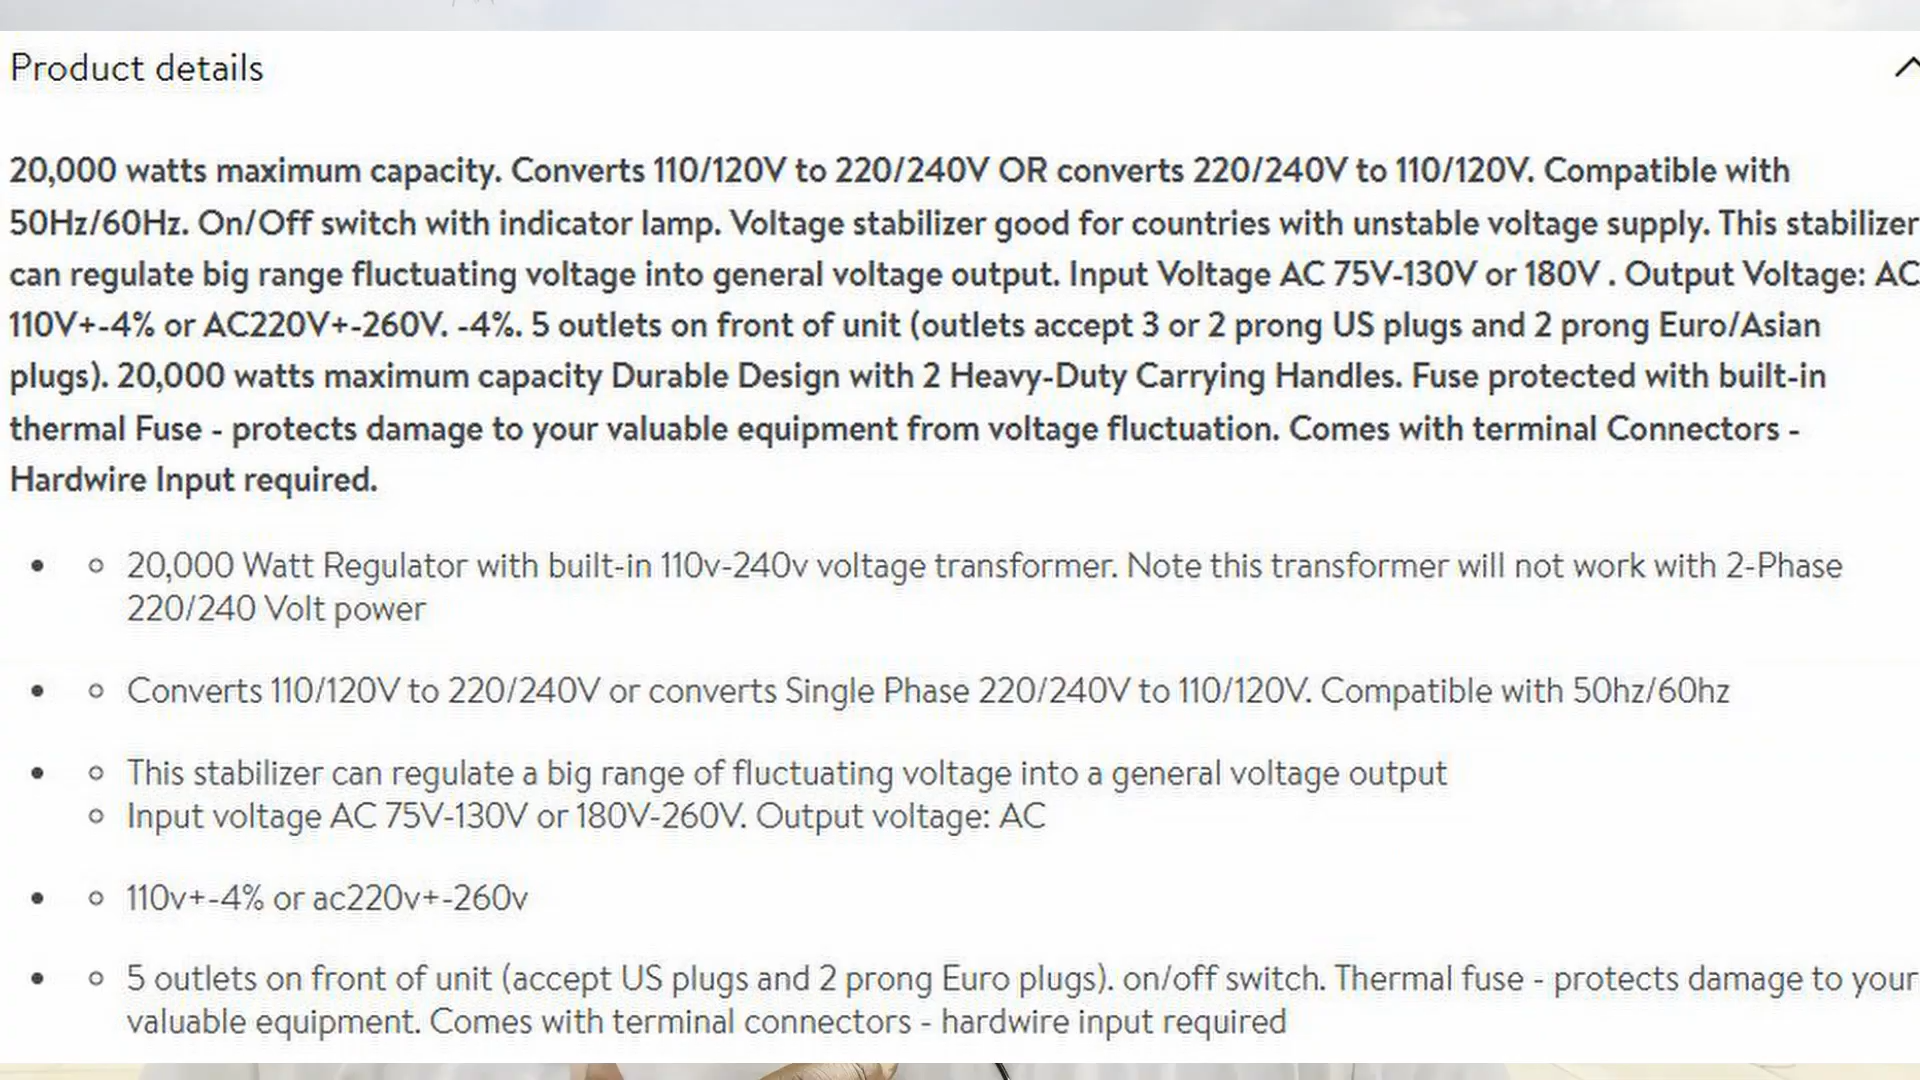 Product details
20,000 watts maximum capacity. Converts 110/120V to 220/240V OR converts 220/240V to 110/120V. Compatible with
50Hz/60Hz. On/Off switch with indicator lamp. Voltage stabilizer good for countries with unstable voltage supply. This stabilizer
can regulate big range fluctuating voltage into general voltage output. Input Voltage AC 75V-130V or 180V . Output Voltage: AC
110V+-4% or AC220V+-260V. -4%. 5 outlets on front of unit (outlets accept 3 or 2 prong US plugs and 2 prong Euro/Asian
plugs). 20,000 watts maximum capacity Durable Design with 2 Heavy-Duty Carrying Handles. Fuse protected with built-in
thermal Fuse - protects damage to your valuable equipment from voltage fluctuation. Comes with terminal Connectors -
Hardwire Input required.
20,000 Watt Regulator with built-in 110v-240v voltage transformer. Note this transformer will not work with 2-Phase
220/240 Volt power
Converts 110/120V to 220/240V or converts Single Phase 220/240V to 110/120V. Compatible with 50hz/60hz
This stabilizer can regulate a big range of fluctuating voltage into a general voltage output
Input voltage AC 75V-130V or 180V-260V. Output voltage: AC
110v+-4% or ac220v+-260v
5 outlets on front of unit (accept US plugs and 2 prong Euro plugs). on/off switch. Thermal fuse - protects damage to your
valuable equipment. Comes with terminal connectors - hardwire input required